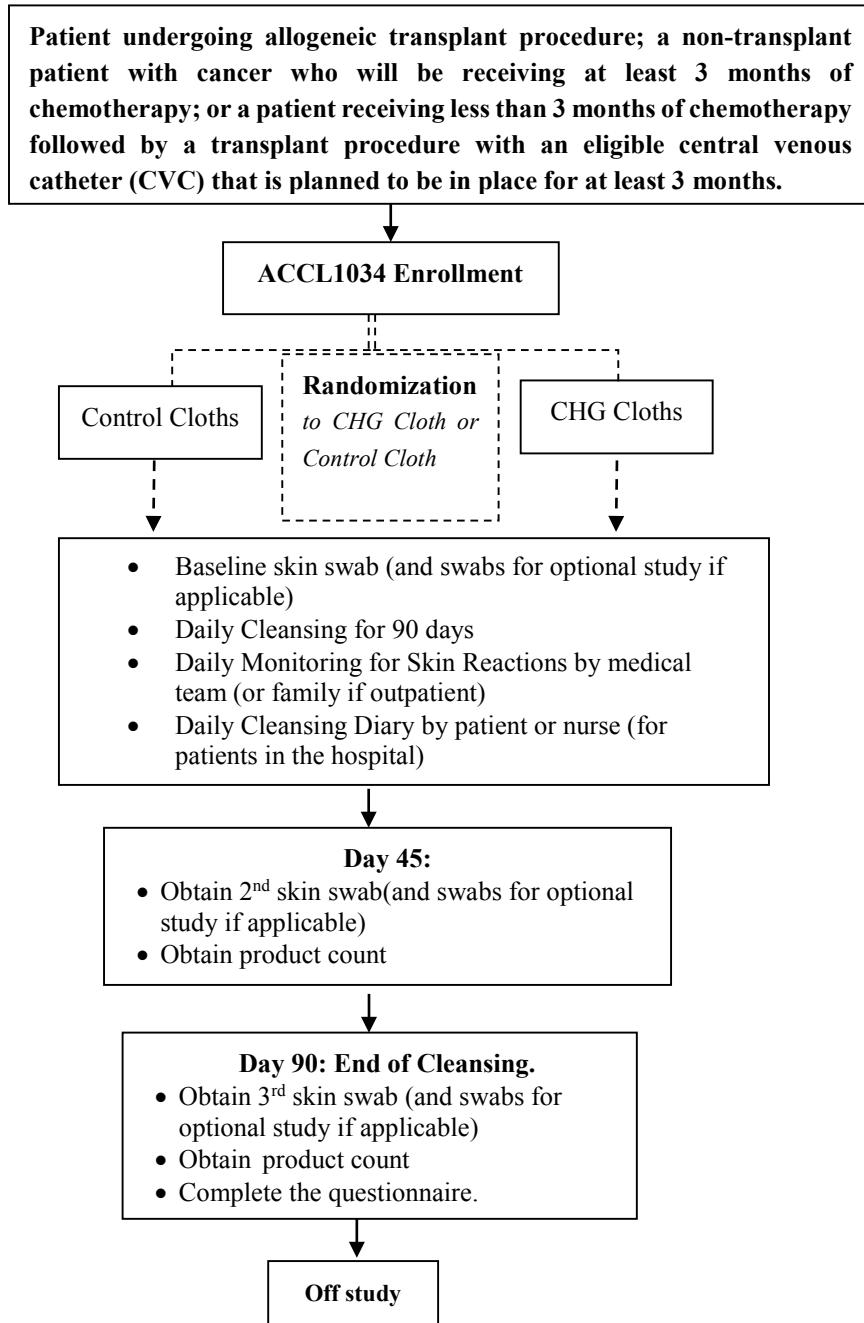 Patient undergoing allogeneic transplant procedure; a non-transplant
patient with cancer who will be receiving at least 3 months of
chemotherapy; or a patient receiving less than 3 months of chemotherapy
followed by a transplant procedure with an eligible central venous
catheter (CVC) that is planned to be in place for at least 3 months.
ACCL1034 Enrollment
Control Cloths
Randomization
to CHG Cloth or
Control Cloth
CHG Cloths
• Baseline skin swab (and swabs for optional study if
applicable)
• Daily Cleansing for 90 days
• Daily Monitoring for Skin Reactions by medical
team (or family if outpatient)
• Daily Cleansing Diary by patient or nurse (for
patients in the hospital)
Day 45:
• Obtain 2nd skin swab(and swabs for optional
study if applicable)
• Obtain product count
Day 90: End of Cleansing.
• Obtain 3rd skin swab (and swabs for
optional study if applicable)
• Obtain product count
• Complete the questionnaire.
Off study